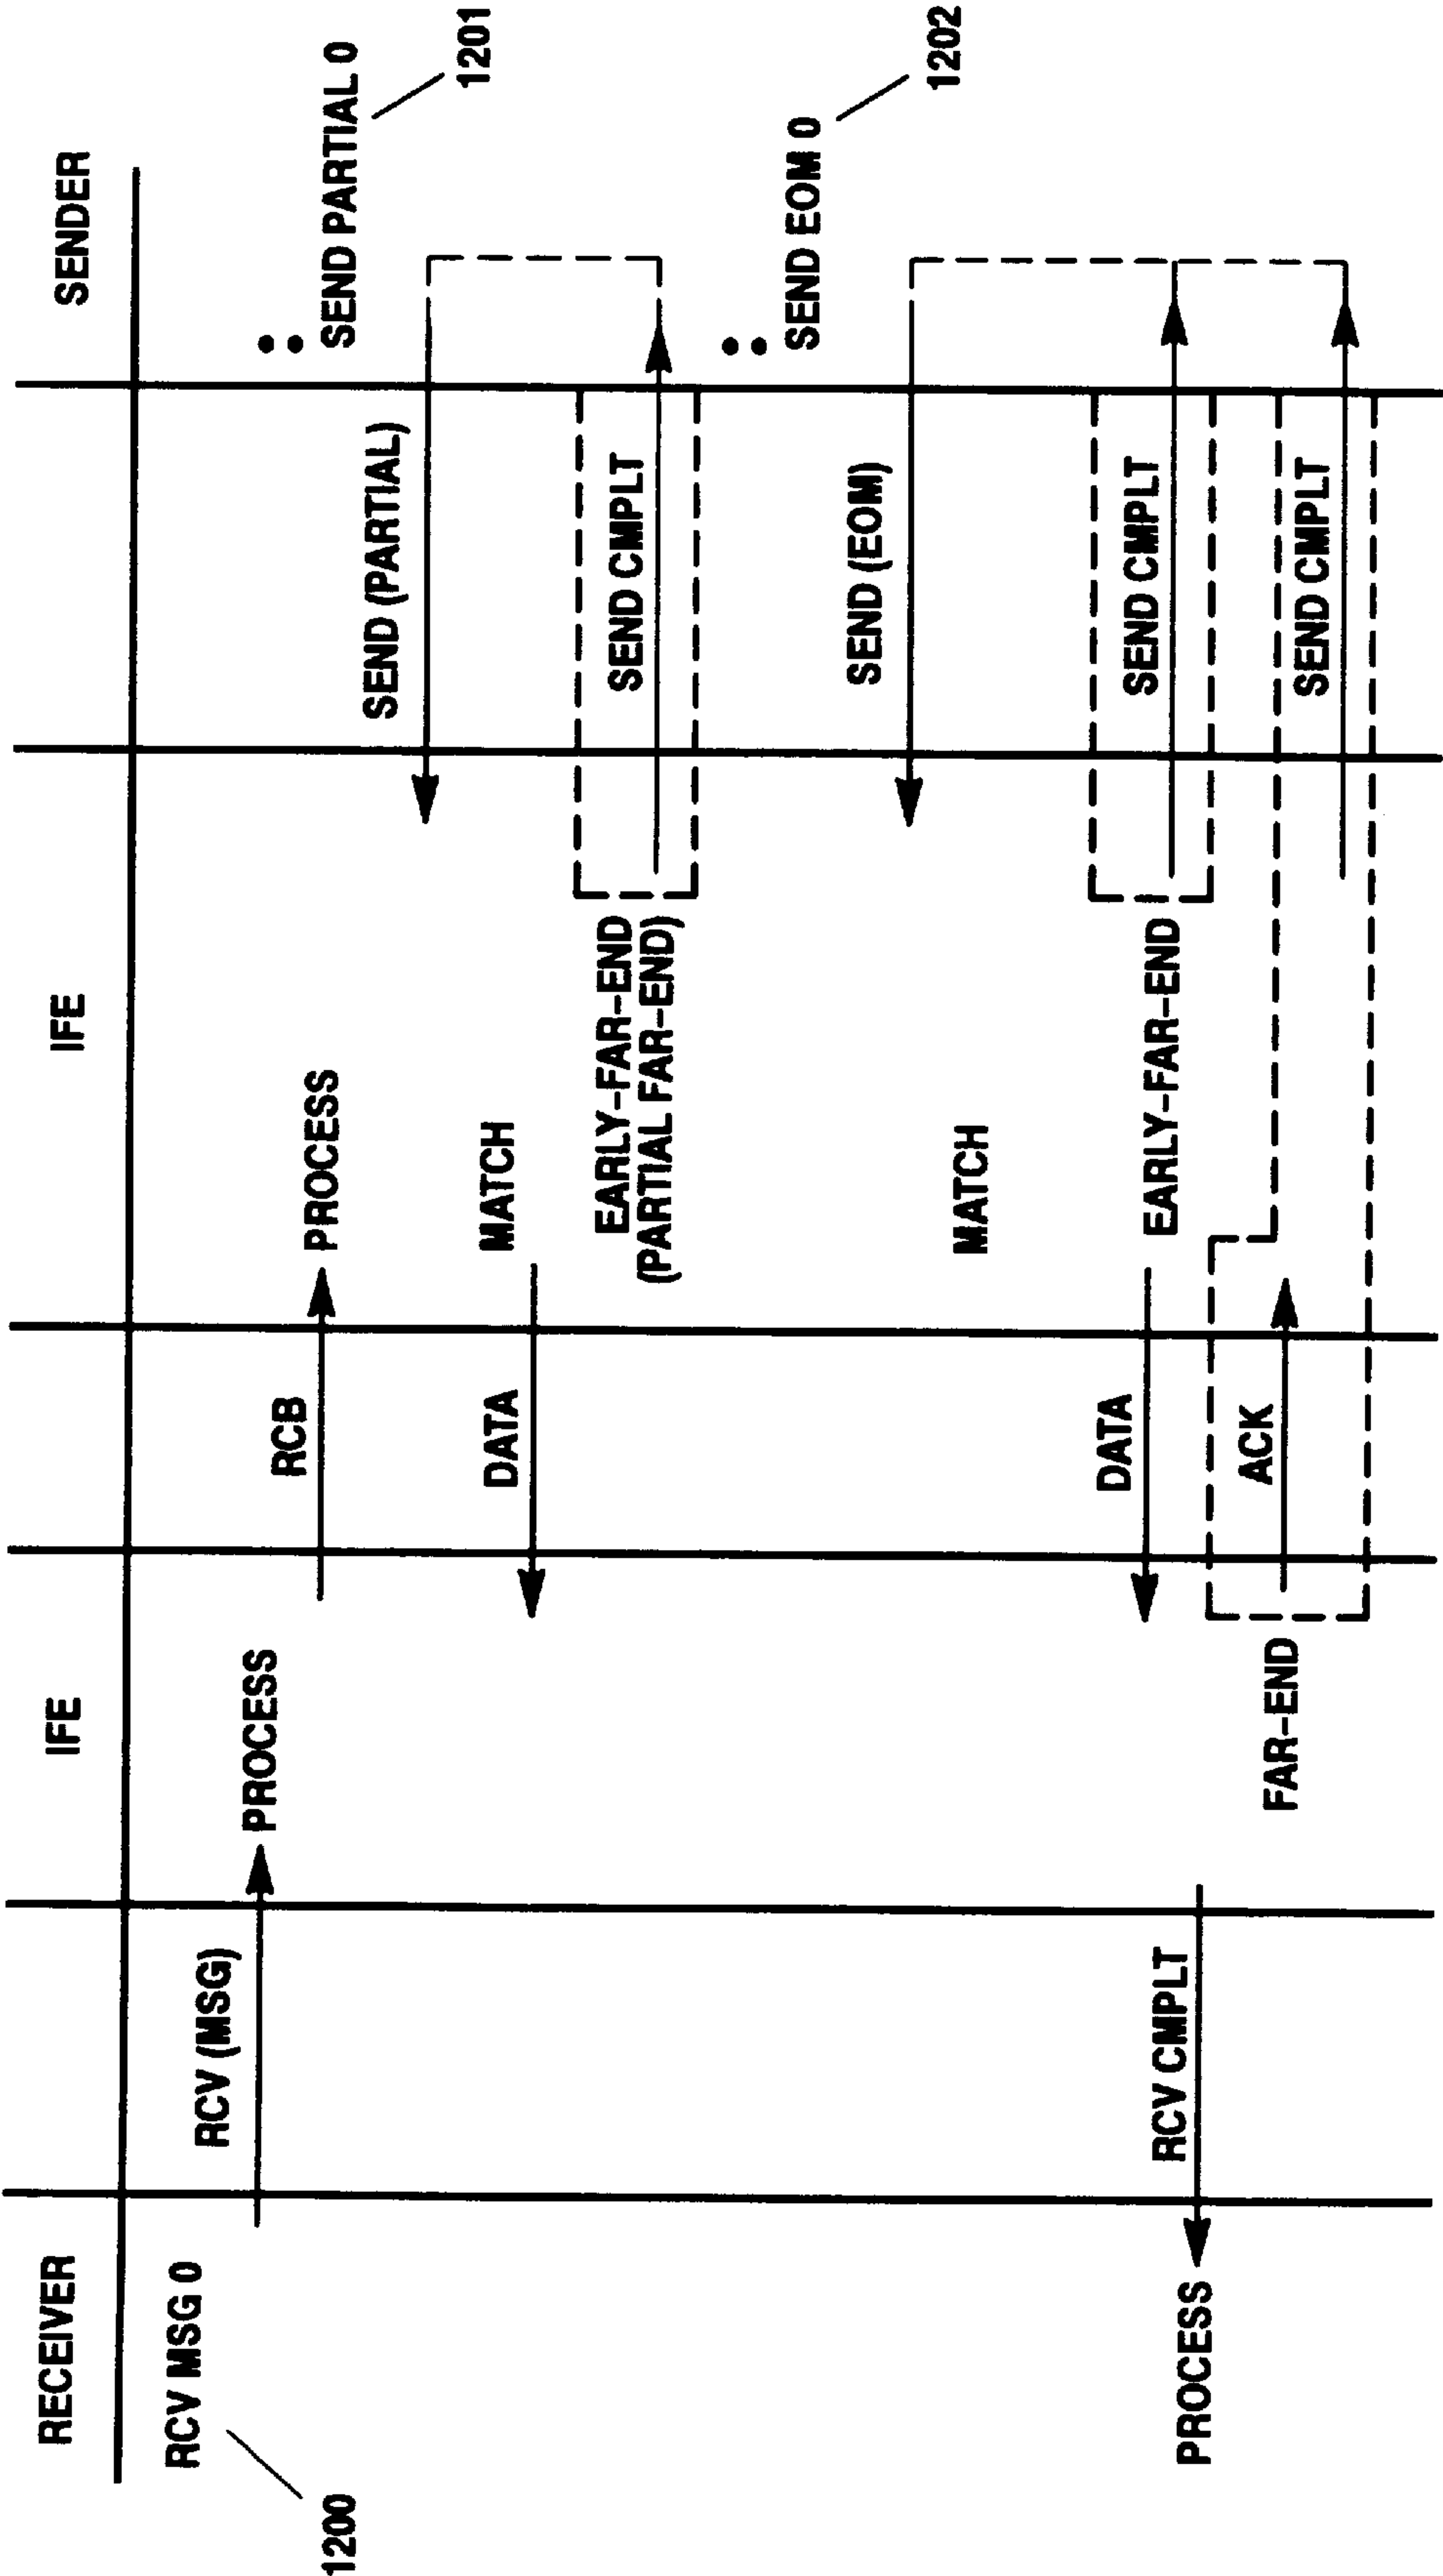 RECEIVER
IFE
IFE
SENDER
RCV MSG 0
1200
RCV (MSG)
PROCESS
RCB
PROCESS
SEND PARTIAL 0
1201
SEND (PARTIAL)
MATCH
DATA
SEND CMPLT
EARLY-FAR-END
(PARTIAL FAR-END)
SEND EOM 0
1202
SEND (EOM)
MATCH
DATA
EARLY-FAR-END
SEND CMPLT
RCV CMPLT
PROCESS
ACK
FAR-END
SEND CMPLT